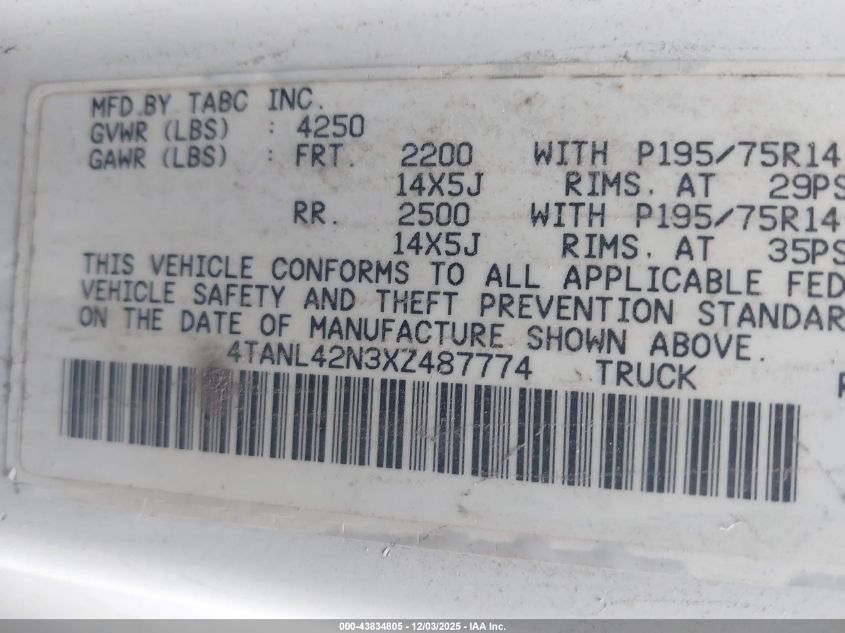 MFD.BY TABC INC.
GVWR (LBS) : 4250
GAWR (LBS) : FRT. 2200 WITH P195/75R14
14X5J RIMS. AT 29PS
RR. 2500 WITH P195/75R14
14X5J RIMS. AT 35PS
THIS VEHICLE CONFORMS TO ALL APPLICABLE FED
VEHICLE SAFETY AND THEFT PREVENTION STANDAR
ON THE DATE OF MANUFACTURE SHOWN ABOVE.
4TANL42N3XZ487774 TRUCK
000-43834805 - 12/03/2025 - IAA Inc.